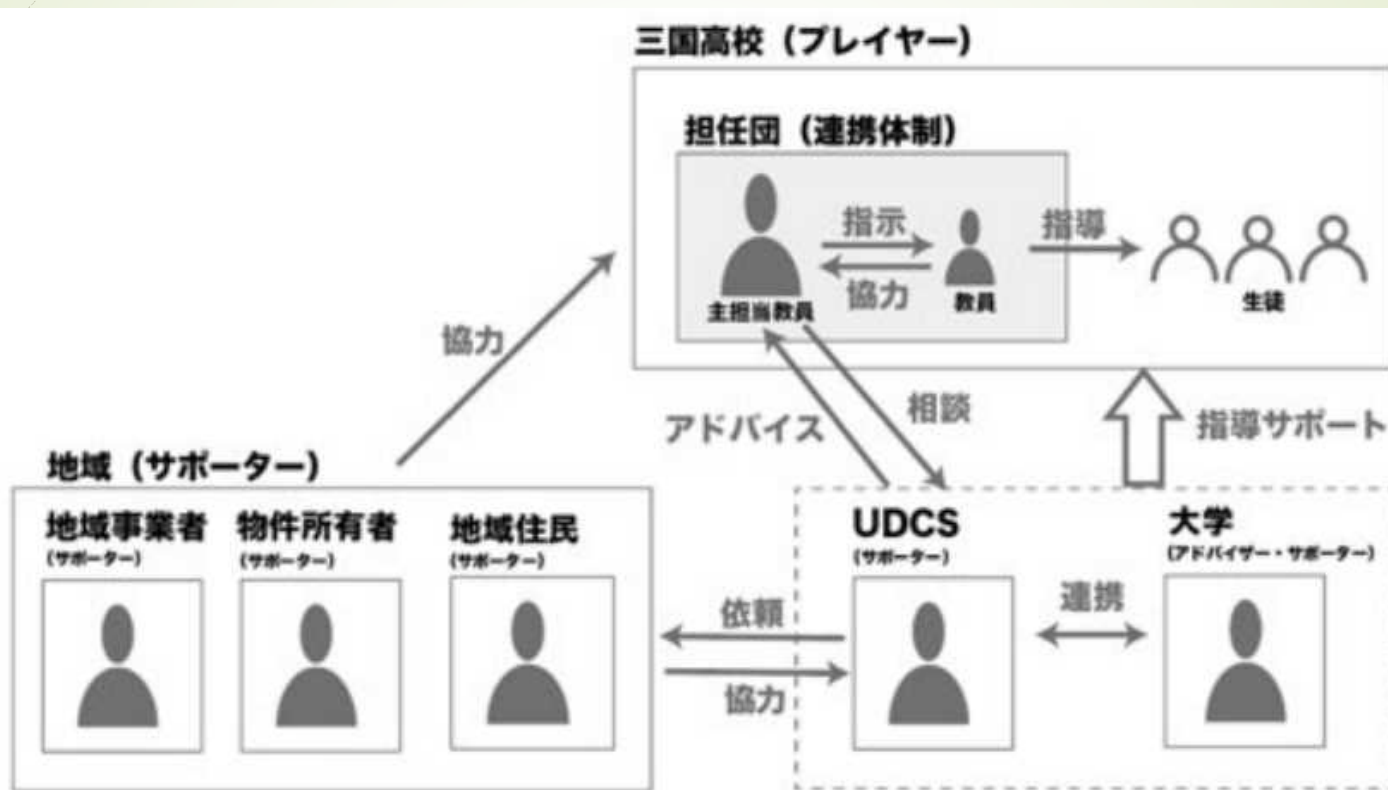 三国高校（プレイヤー）
担任団（連携体制）
指示
指導
協力
主担当教員
教員
生徒
協力
アドバイス
相談
指導サポート
地域（サポーター）
地域事業者
（サポーター）
物件所有者
（サポーター）
地域住民
（サポーター）
UDCS
（サポーター）
大学
（アドバイザー・サポーター）
依頼
連携
協力